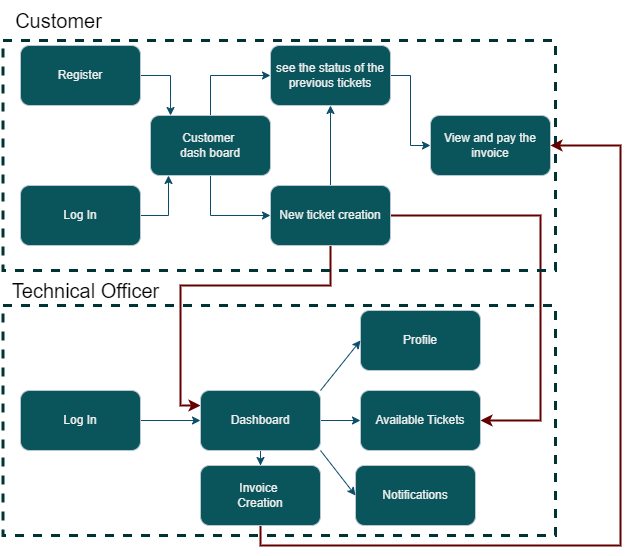 Customer
Register
see the status of the
previous tickets
Customer
dash board
View and pay the
invoice
Log In
New ticket creation
Technical Officer
Profile
Log In
Dashboard
Available Tickets
Invoice
Creation
Notifications